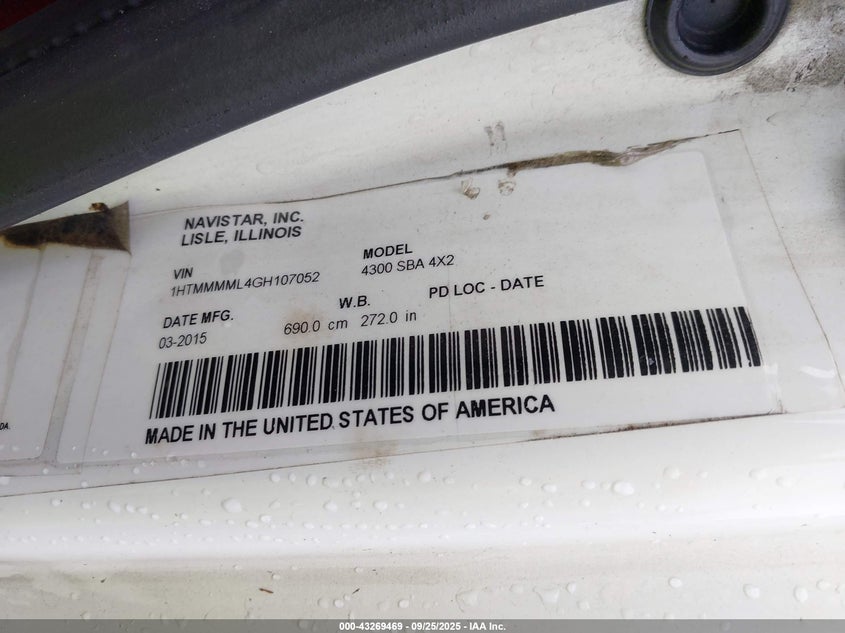 NAVISTAR, INC.
LISLE, ILLINOIS
VIN
1HTMMMML4GH107052
MODEL
4300 SBA 4X2
DATE MFG.
03-2015
W.B.
690.0 cm 272.0 in
PD LOC - DATE
MADE IN THE UNITED STATES OF AMERICA
DA.
000-43269469 - 09/25/2025 - IAA Inc.